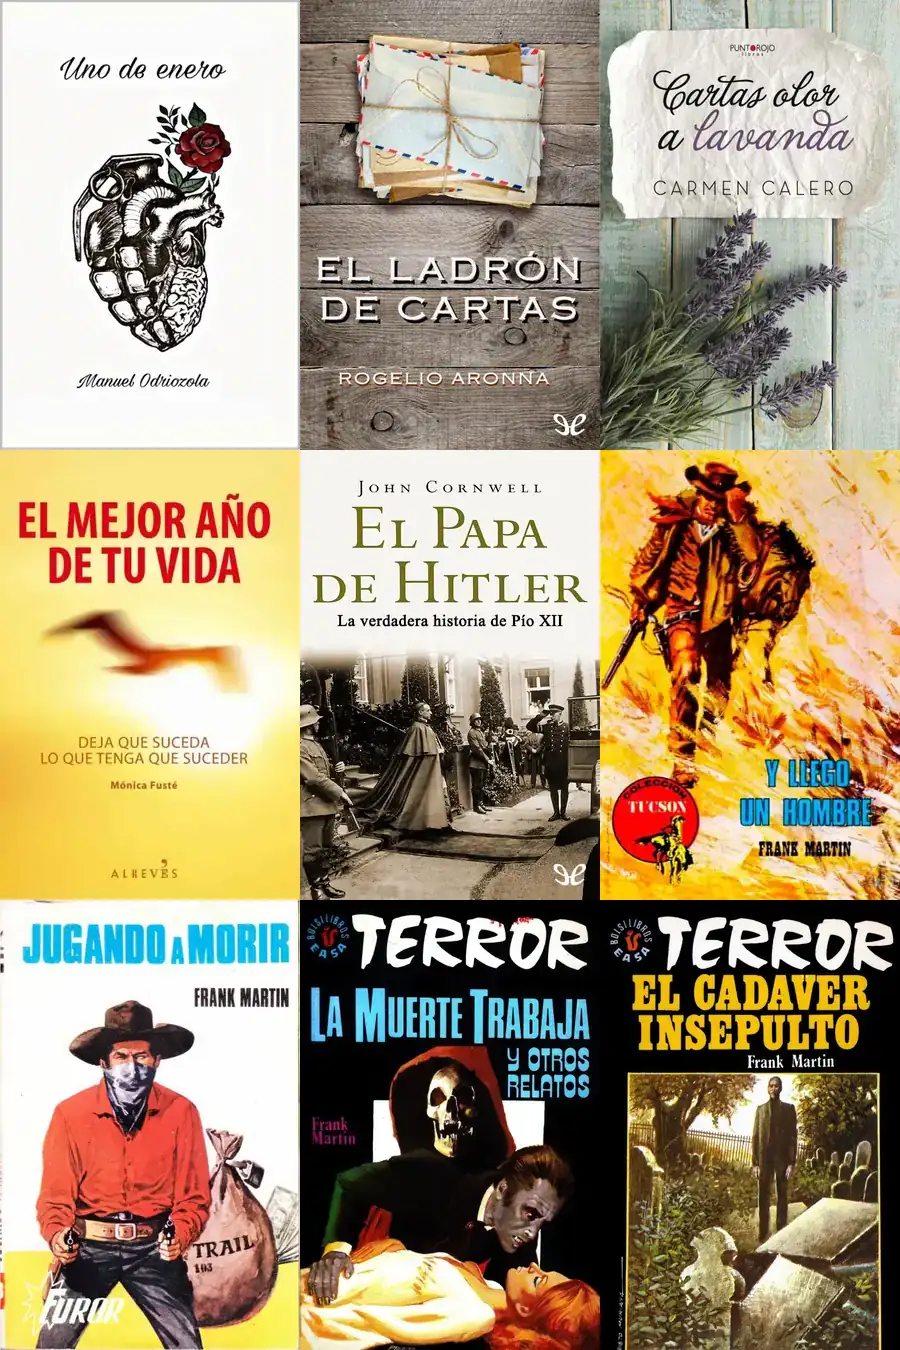 Uno de enero
Manuel Odriozola
EL LADRÓN
DE CARTAS
ROGELIO ARONNA
PUNTOROJO
libros
Cartas olor
a lavanda
CARMEN CALERO
EL MEJOR AÑO
DE TU VIDA
DEJA QUE SUCEDA
LO QUE TENGA QUE SUCEDER
Mónica Fusté
ALREVÉS
JOHN CORNWELL
EL PAPA
DE HITLER
La verdadera historia de Pío XII
COLECCION
TUCSON
Y LLEGO
UN HOMBRE
FRANK MARTIN
JUGANDO A MORIR
FRANK MARTIN
TRAIL
103
FUROR
BOLSILIBROS
EASA
TERROR
LA MUERTE TRABAJA
Y OTROS
RELATOS
Frank
Martin
BOLSILIBROS
EASA
TERROR
EL CADAVER
INSEPULTO
Frank Martin